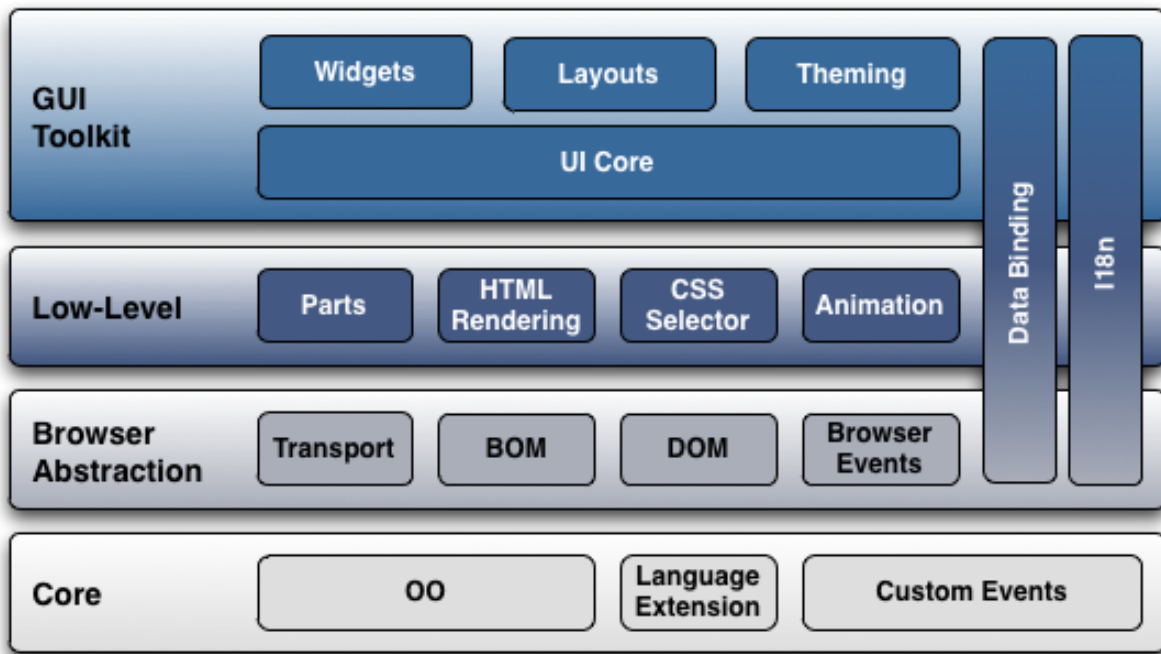 GUI
Toolkit
Widgets
Layouts
Theming
UI Core
Data Binding
I18n
Low-Level
Parts
HTML
Rendering
CSS
Selector
Animation
Browser
Abstraction
Transport
BOM
DOM
Browser
Events
Core
OO
Language
Extension
Custom Events